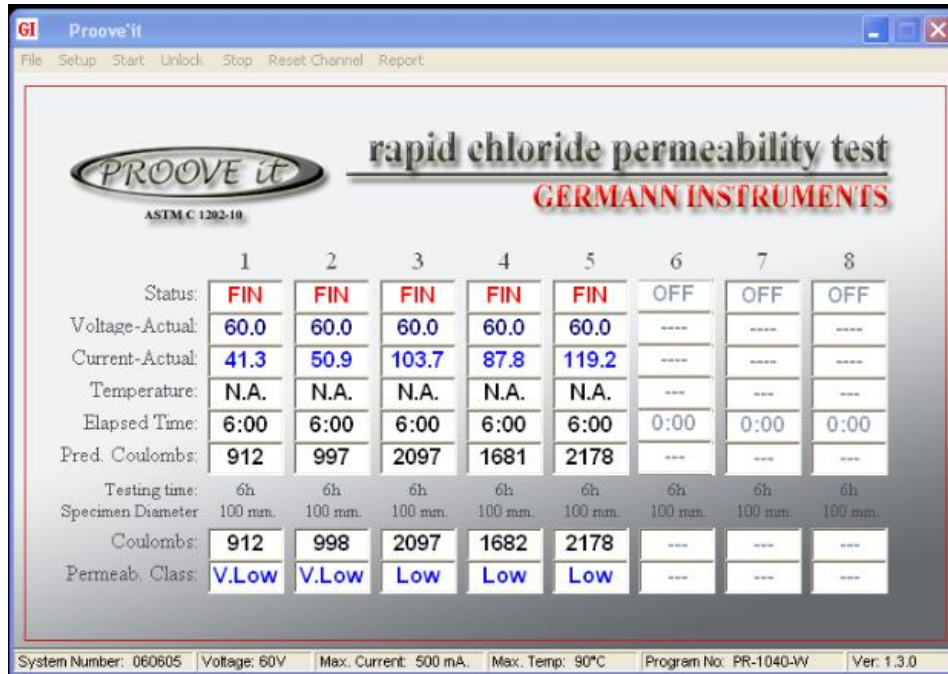 GI Proove'it
File Setup Start Unlock Stop Reset Channel Report
PROOVE it
ASTM C 1202-10
rapid chloride permeability test
GERMANN INSTRUMENTS
1 2 3 4 5 6 7 8
Status: FIN FIN FIN FIN FIN OFF OFF OFF
Voltage-Actual: 60.0 60.0 60.0 60.0 60.0 ---- ---- ----
Current-Actual: 41.3 50.9 103.7 87.8 119.2 ---- ---- ----
Temperature: N.A. N.A. N.A. N.A. N.A. --- --- ---
Elapsed Time: 6:00 6:00 6:00 6:00 6:00 0:00 0:00 0:00
Pred. Coulombs: 912 997 2097 1681 2178 --- --- ---
Testing time: 6h 6h 6h 6h 6h 6h 6h 6h
Specimen Diameter 100 mm. 100 mm. 100 mm. 100 mm. 100 mm. 100 mm. 100 mm. 100 mm.
Coulombs: 912 998 2097 1682 2178 --- --- ---
Permeab. Class: V.Low V.Low Low Low Low --- --- ---
System Number: 060605 Voltage: 60V Max. Current: 500 mA. Max. Temp: 90°C Program No: PR-1040-W Ver: 1.3.0